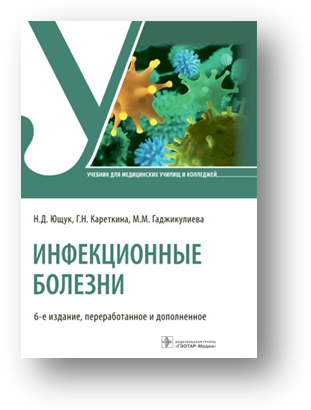 У
УЧЕБНИК ДЛЯ МЕДИЦИНСКИХ УЧИЛИЩ И КОЛЛЕДЖЕЙ
Н.Д. Ющук, Г.Н. Кареткина, М.М. Гаджикулиева
ИНФЕКЦИОННЫЕ
БОЛЕЗНИ
6-е издание, переработанное и дополненное
ИЗДАТЕЛЬСКАЯ ГРУППА
«ГЭОТАР-Медиа»